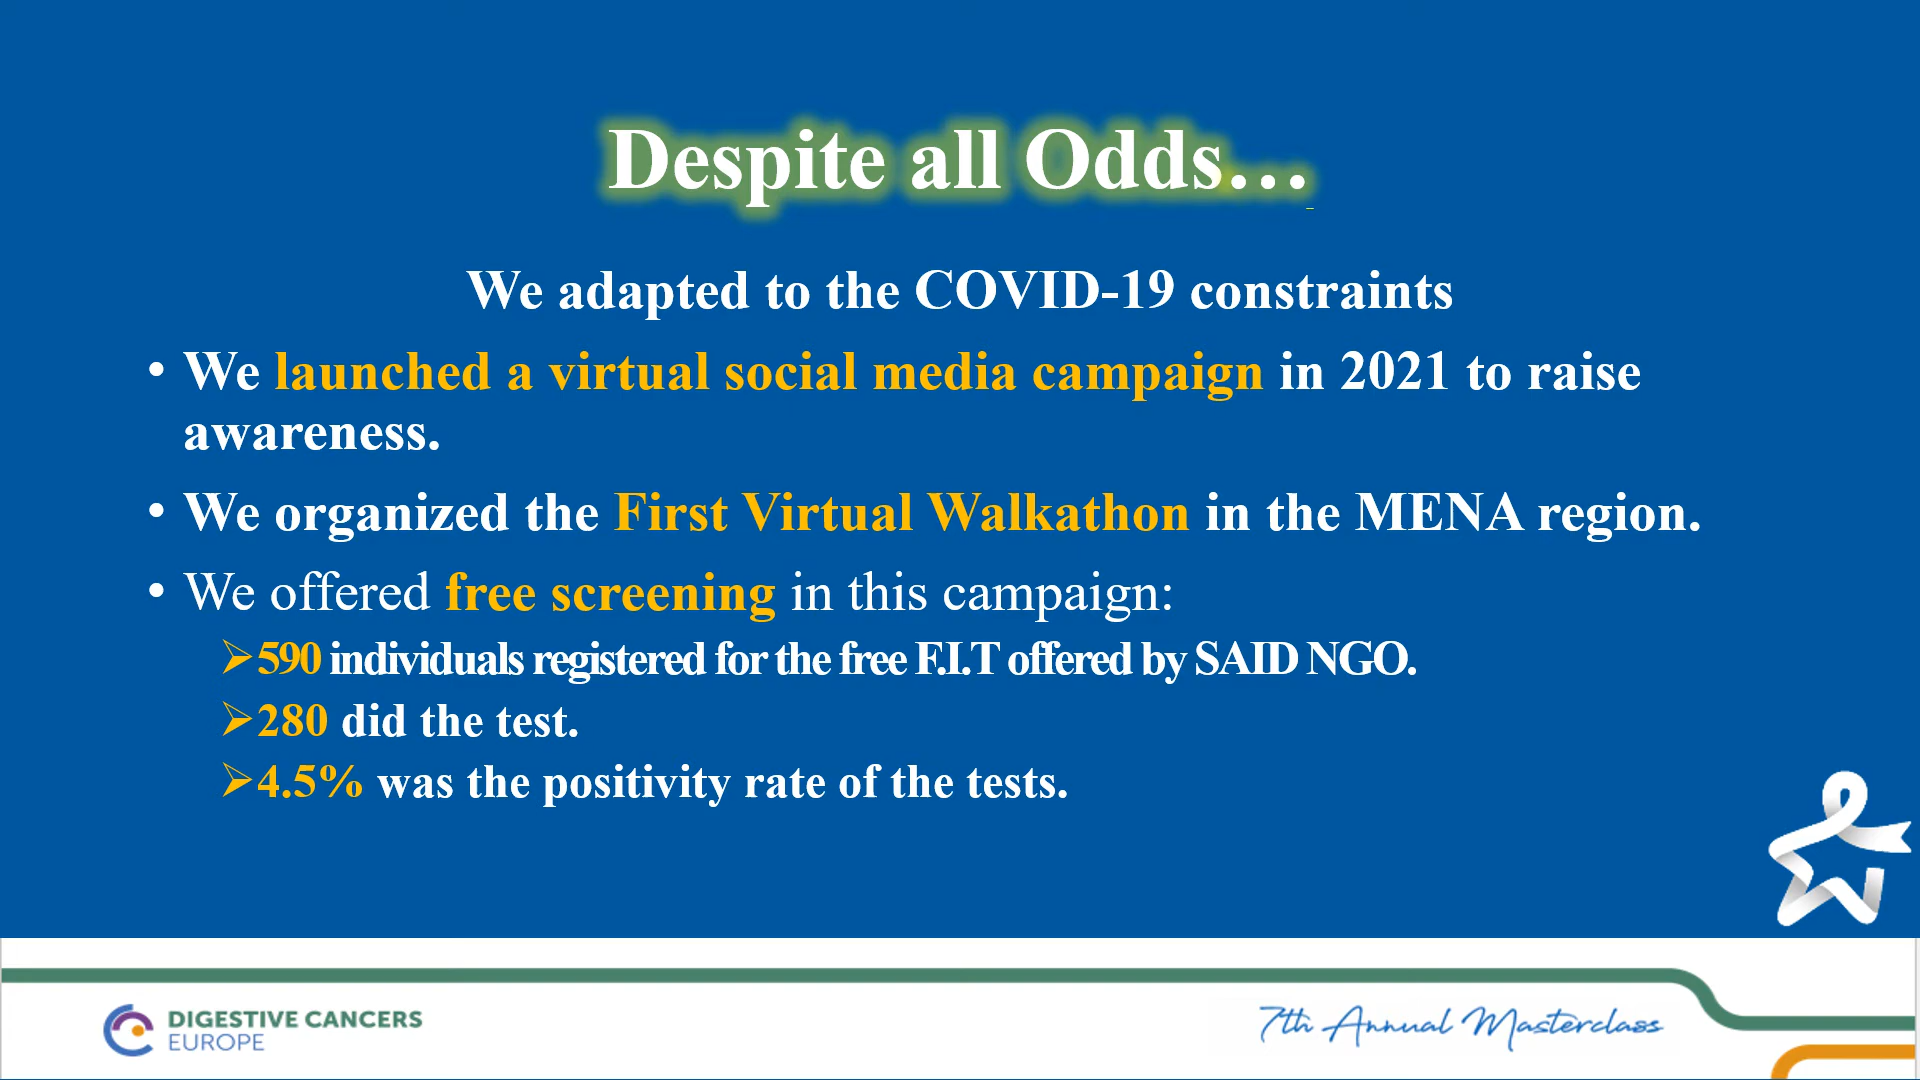 Despite all Odds…
We adapted to the COVID-19 constraints
• We launched a virtual social media campaign in 2021 to raise
awareness.
• We organized the First Virtual Walkathon in the MENA region.
• We offered free screening in this campaign:
➢590 individuals registered for the free F.I.T offered by SAID NGO.
➢280 did the test.
➢4.5% was the positivity rate of the tests.
DIGESTIVE CANCERS
EUROPE
7th Annual Masterclass